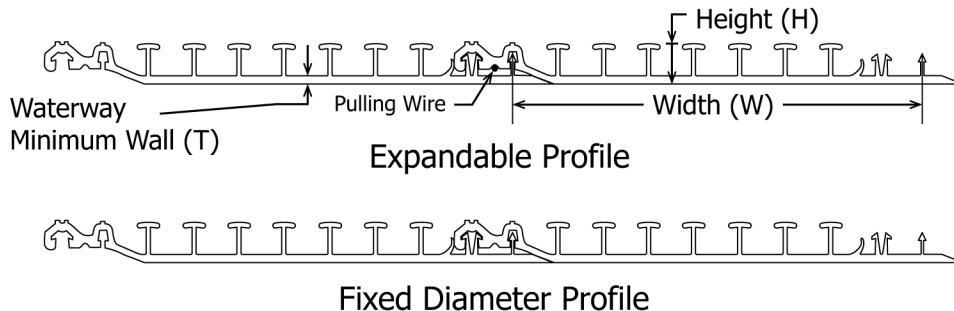 Height (H)
Waterway
Minimum Wall (T)
Pulling Wire
Width (W)
Expandable Profile
Fixed Diameter Profile